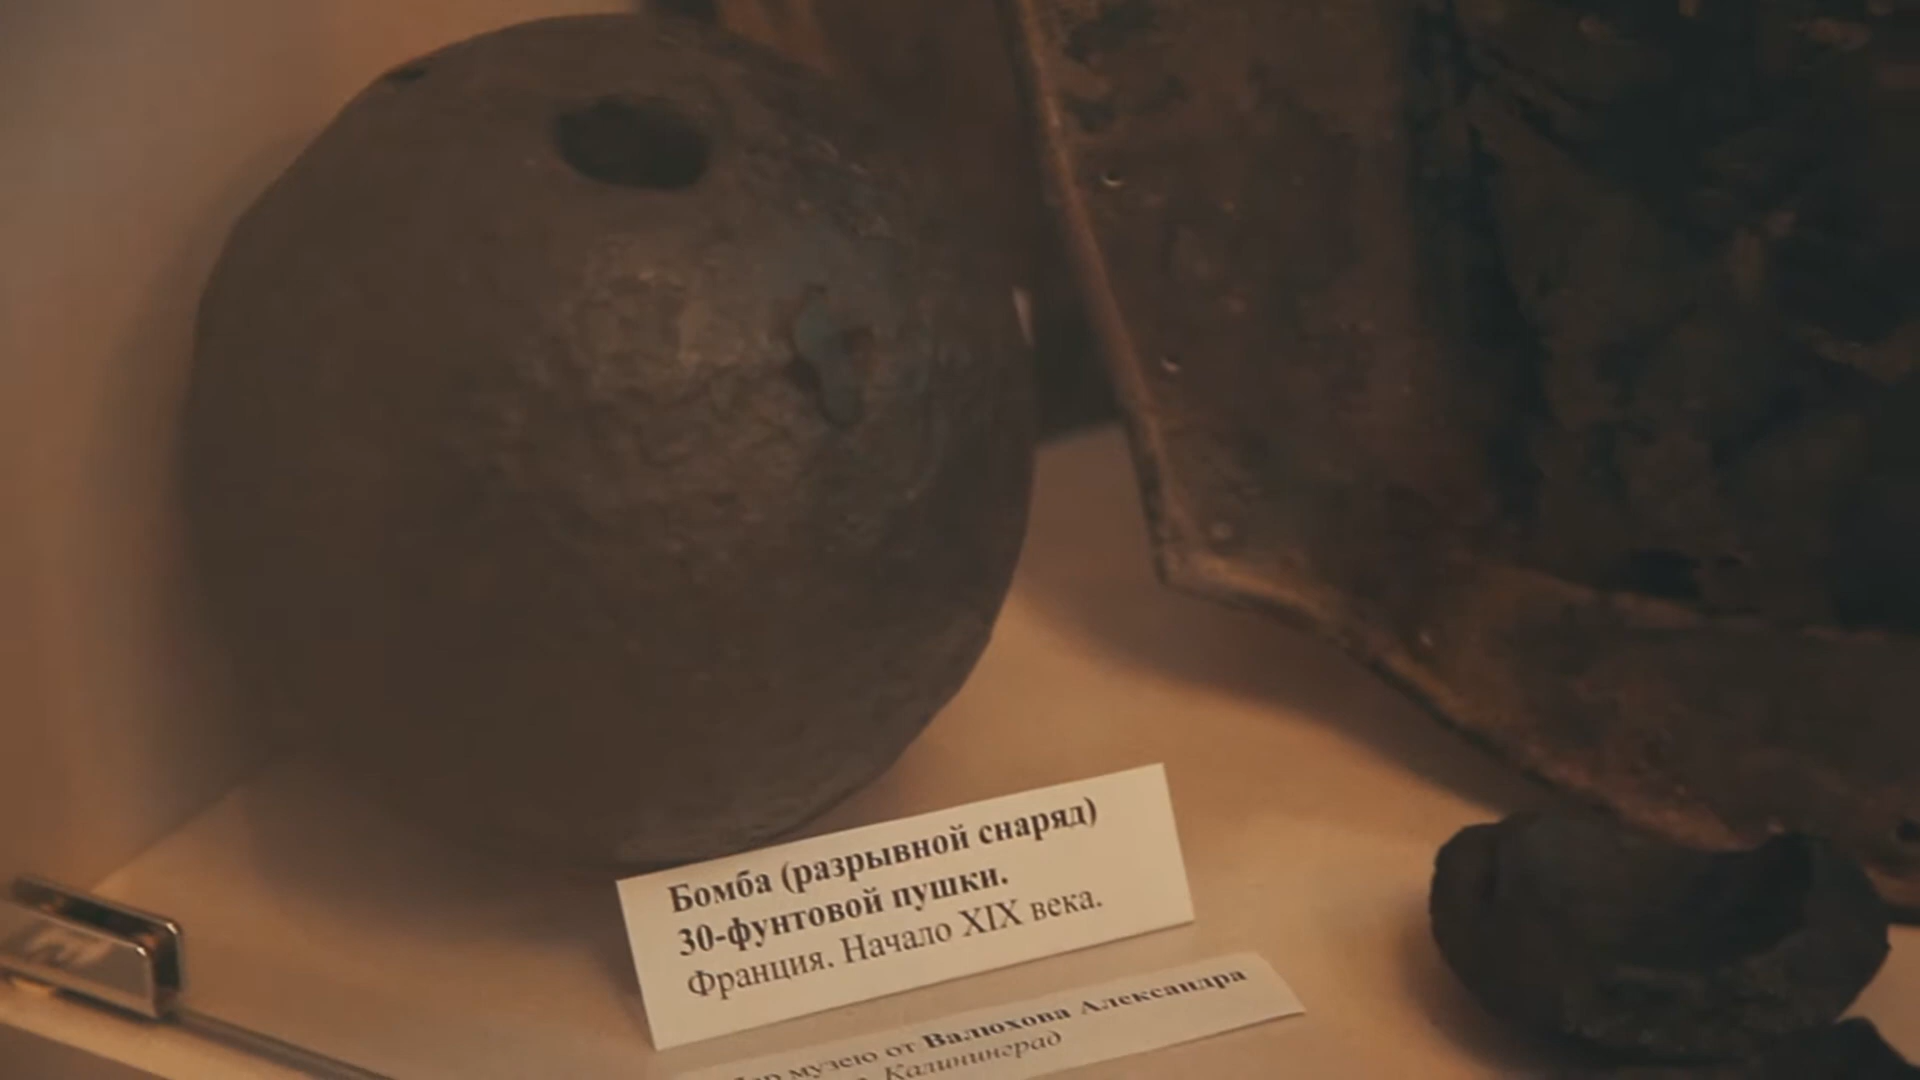 Бомба (разрывной снаряд)
30-фунтовой пушки.
Франция. Начало XIX века.
музею от Валюхова Александра
Калининград